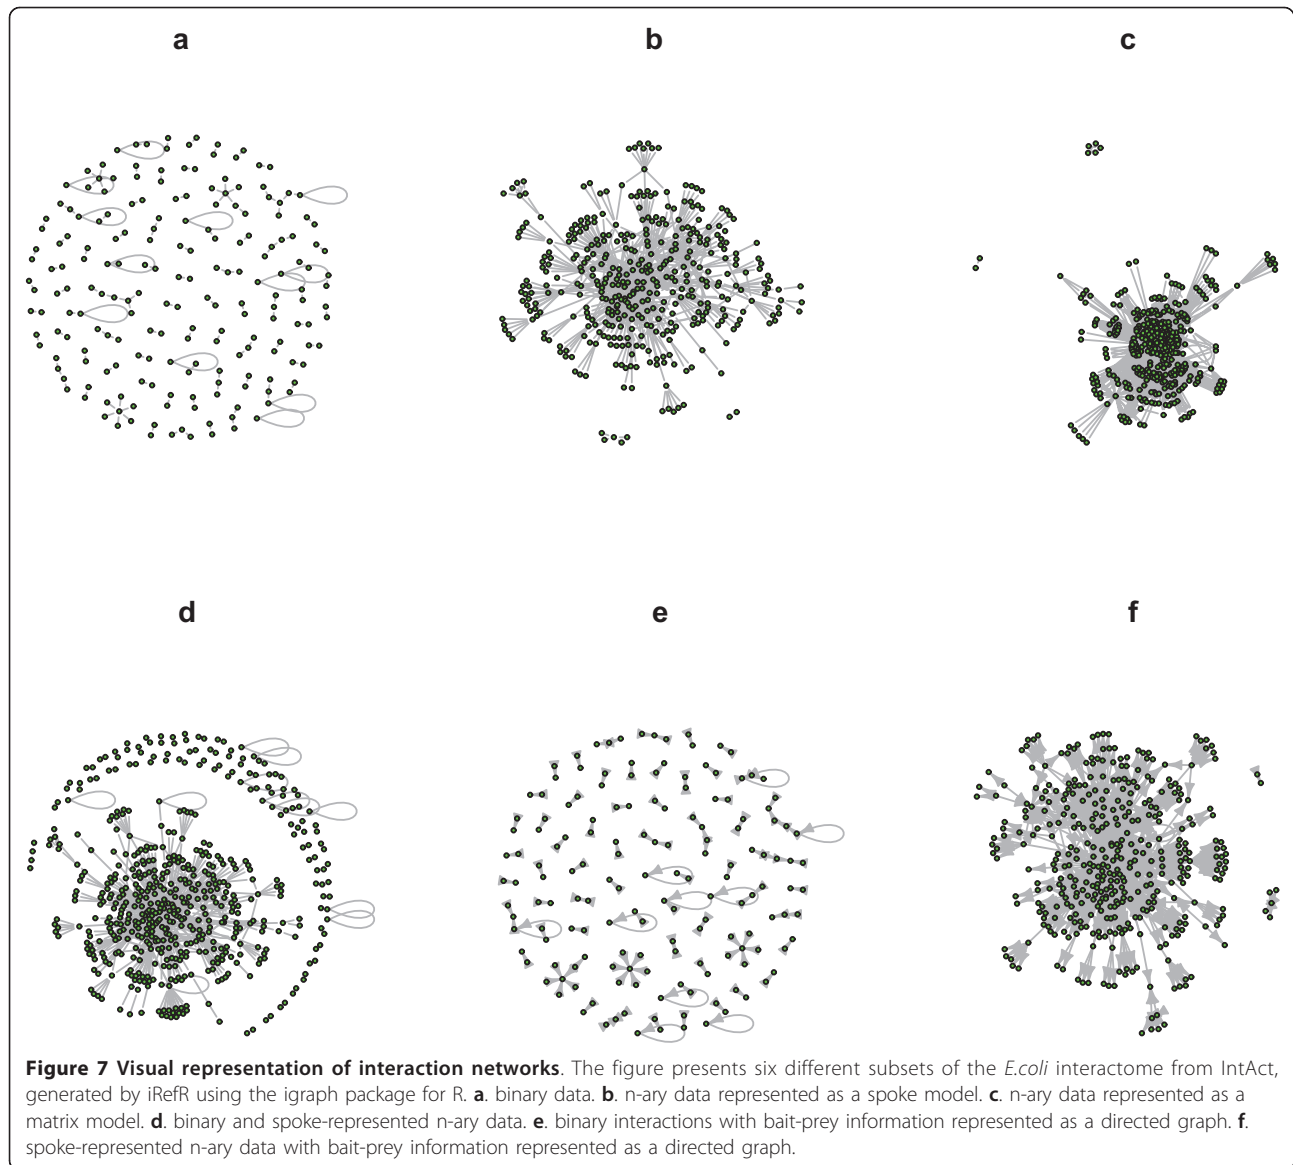 a
b
c
d
e
f
Figure 7 Visual representation of interaction networks. The figure presents six different subsets of the E.coli interactome from IntAct,
generated by iRefR using the igraph package for R. a. binary data. b. n-ary data represented as a spoke model. c. n-ary data represented as a
matrix model. d. binary and spoke-represented n-ary data. e. binary interactions with bait-prey information represented as a directed graph. f.
spoke-represented n-ary data with bait-prey information represented as a directed graph.